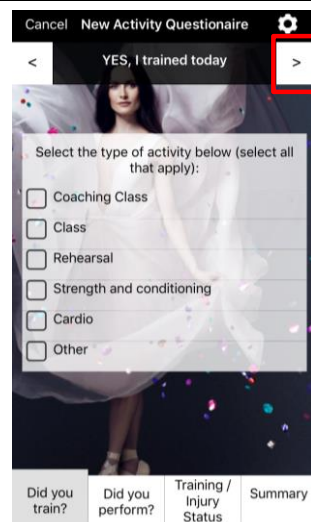 Cancel New Activity Questionaire
< YES, I trained today >
Select the type of activity below (select all
that apply):
Coaching Class
Class
Rehearsal
Strength and conditioning
Cardio
Other
Did you
train?
Did you
perform?
Training /
Injury
Status
Summary